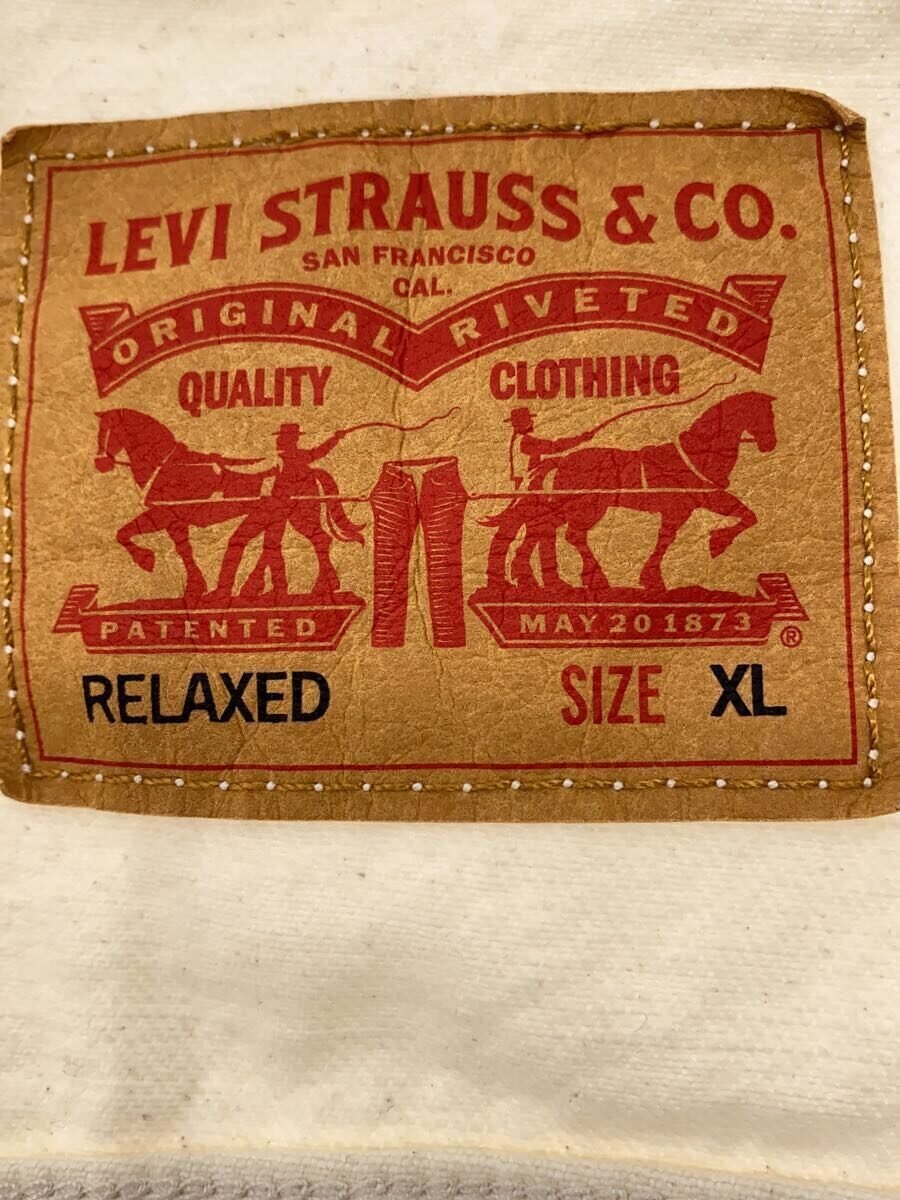 LEVI STRAUSS & CO.
SAN FRANCISCO
CAL.
ORIGINAL RIVETED
QUALITY CLOTHING
PATENTED MAY 20 1873 ®
RELAXED SIZE XL